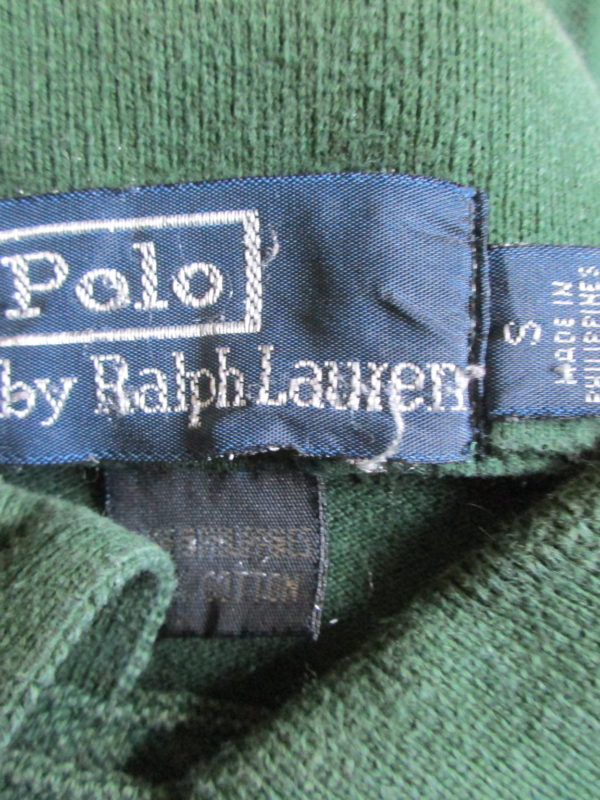 Polo
by Ralph Lauren
S
MADE IN
PHILIPPINES
COTTON